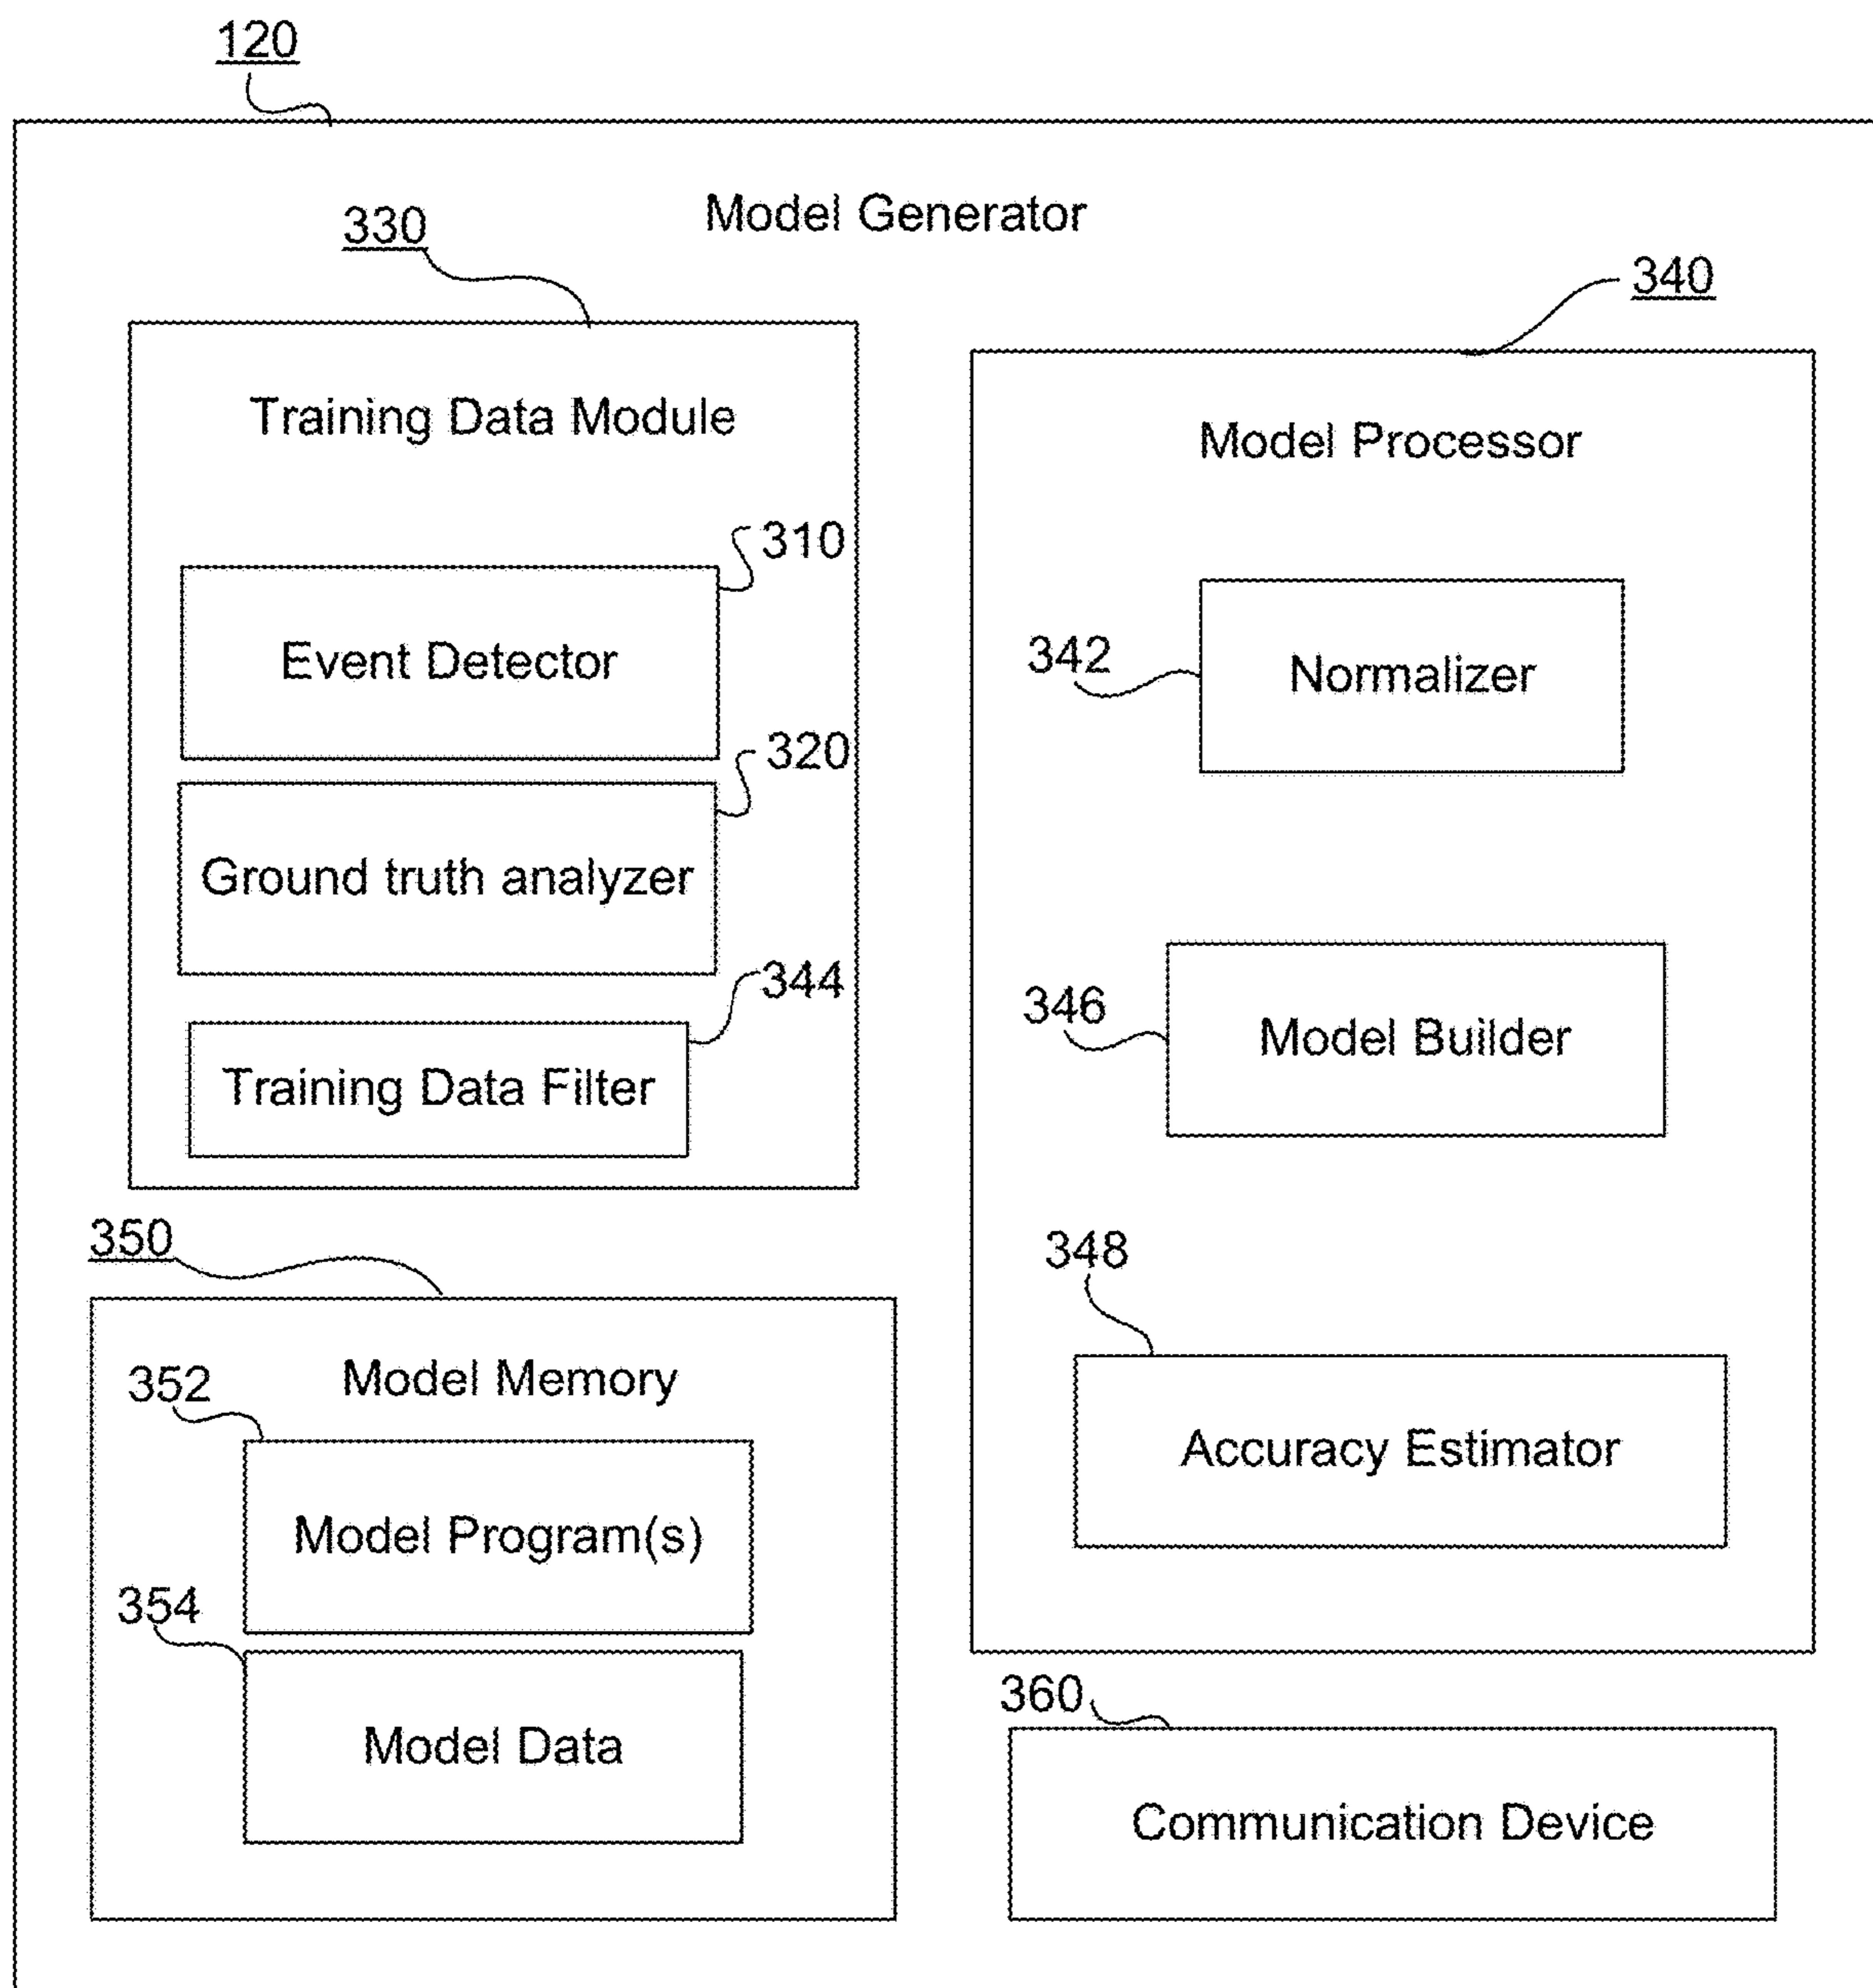 120
Model Generator
330
Training Data Module
310
Event Detector
320
Ground truth analyzer
344
Training Data Filter
340
Model Processor
342
Normalizer
346
Model Builder
348
Accuracy Estimator
350
Model Memory
352
Model Program(s)
354
Model Data
360
Communication Device